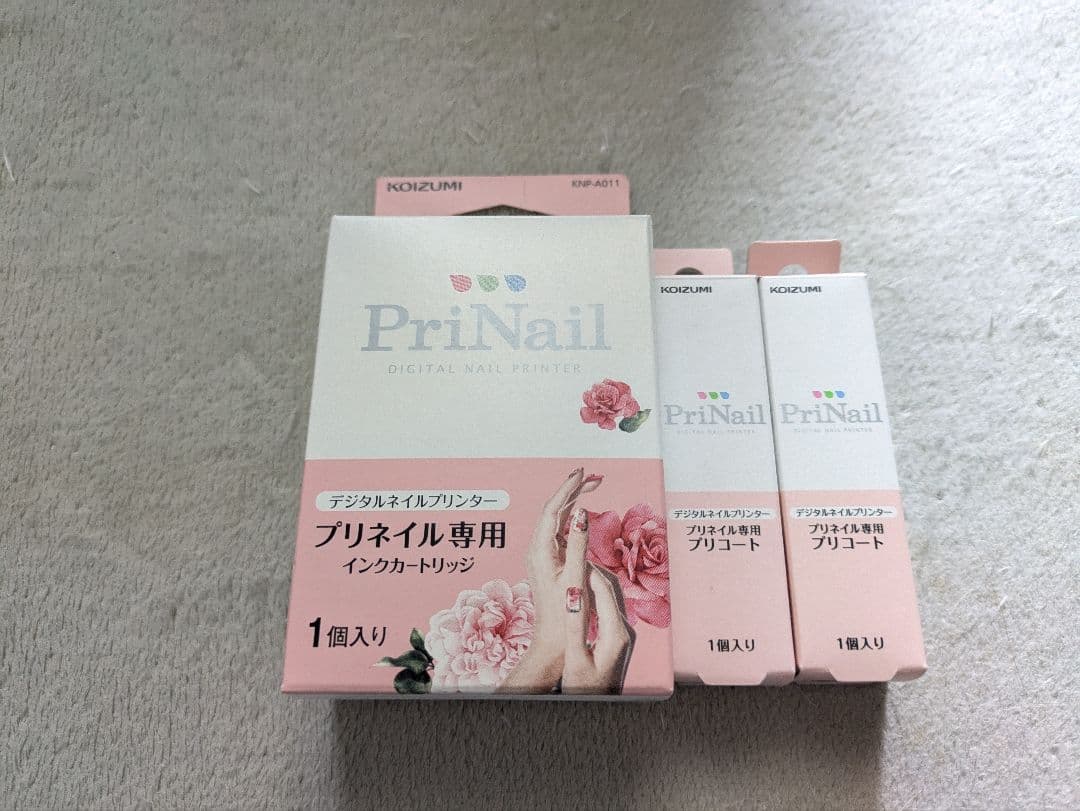 KOIZUMI
KNP-A011
PriNail
DIGITAL NAIL PRINTER
デジタルネイルプリンター
プリネイル専用
インクカートリッジ
1個入り
KOIZUMI
PriNail
DIGITAL NAIL PRINTER
デジタルネイルプリンター
プリネイル専用
プリコート
1個入り
KOIZUMI
PriNail
DIGITAL NAIL PRINTER
デジタルネイルプリンター
プリネイル専用
プリコート
1個入り